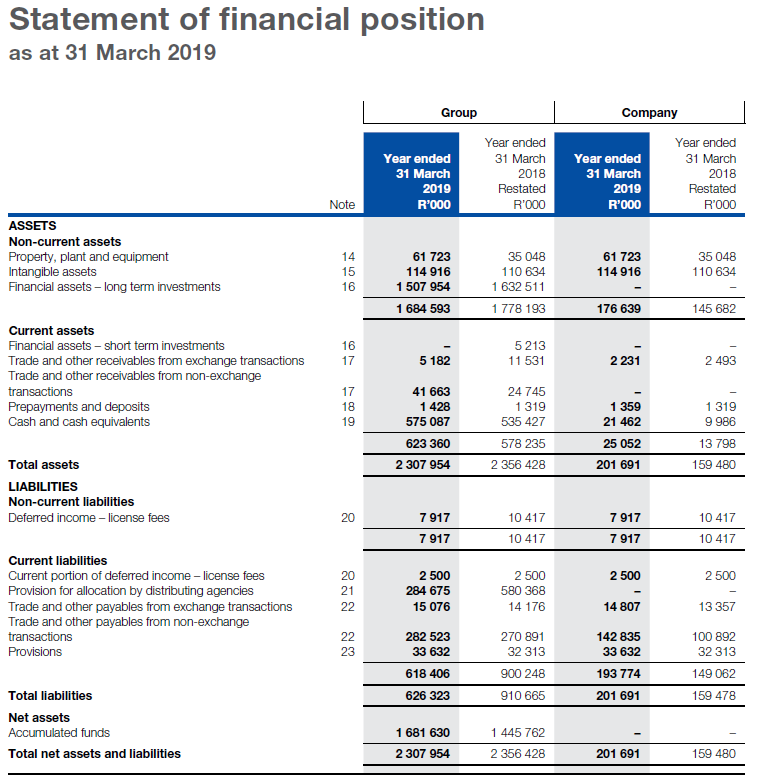 Statement of financial position
as at 31 March 2019
Group Company
Year ended Year ended
Year ended 31 March Year ended 31 March
31 March 2018 31 March 2018
2019 Restated 2019 Restated
Note R'000 R'000 R'000 R'000
ASSETS
Non-current assets
Property, plant and equipment 14 61 723 35 048 61 723 35 048
Intangible assets 15 114 916 110 634 114 916 110 634
Financial assets – long term investments 16 1 507 954 1 632 511 – –
1 684 593 1 778 193 176 639 145 682
Current assets
Financial assets – short term investments 16 – 5 213 – –
Trade and other receivables from exchange transactions 17 5 182 11 531 2 231 2 493
Trade and other receivables from non-exchange
transactions 17 41 663 24 745 – –
Prepayments and deposits 18 1 428 1 319 1 359 1 319
Cash and cash equivalents 19 575 087 535 427 21 462 9 986
623 360 578 235 25 052 13 798
Total assets 2 307 954 2 356 428 201 691 159 480
LIABILITIES
Non-current liabilities
Deferred income – license fees 20 7 917 10 417 7 917 10 417
7 917 10 417 7 917 10 417
Current liabilities
Current portion of deferred income – license fees 20 2 500 2 500 2 500 2 500
Provision for allocation by distributing agencies 21 284 675 580 368 – –
Trade and other payables from exchange transactions 22 15 076 14 176 14 807 13 357
Trade and other payables from non-exchange
transactions 22 282 523 270 891 142 835 100 892
Provisions 23 33 632 32 313 33 632 32 313
618 406 900 248 193 774 149 062
Total liabilities 626 323 910 665 201 691 159 478
Net assets
Accumulated funds 1 681 630 1 445 762 – –
Total net assets and liabilities 2 307 954 2 356 428 201 691 159 480